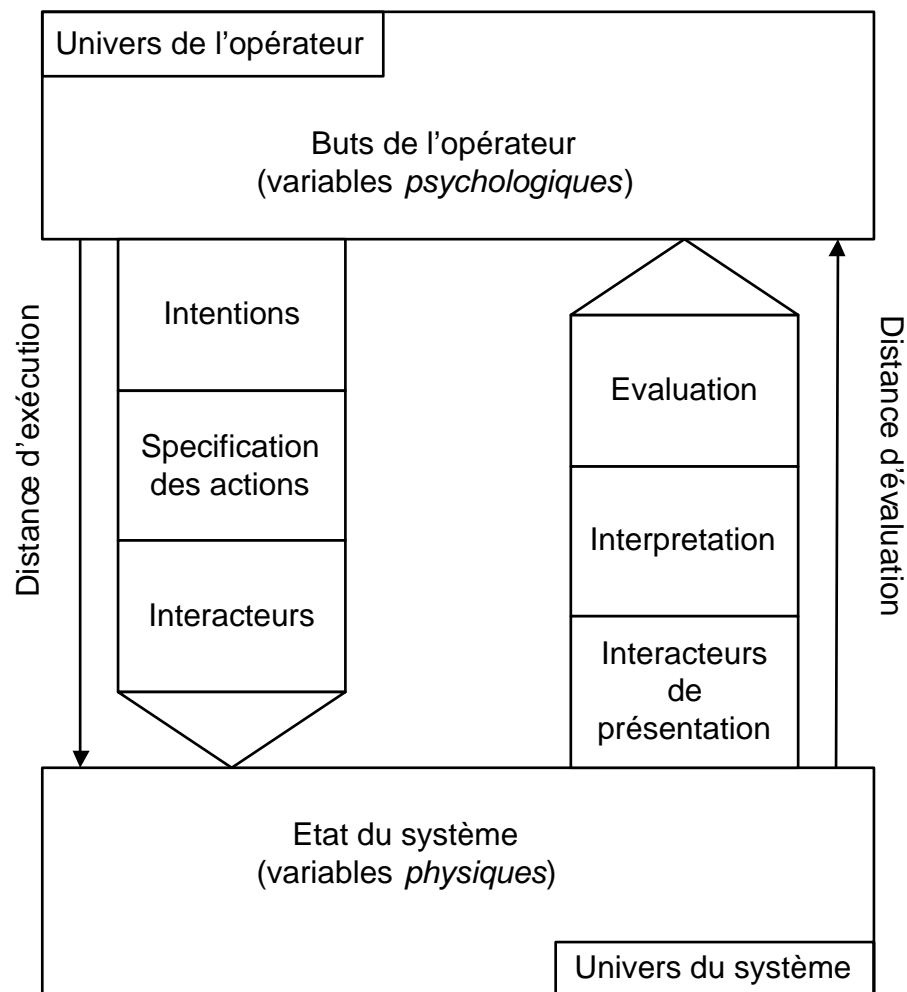 Univers de l’opérateur
Buts de l’opérateur
(variables psychologiques)
Distance d’exécution
Intentions
Specification
des actions
Interacteurs
Evaluation
Interpretation
Interacteurs
de
présentation
Distance d’évaluation
Etat du système
(variables physiques)
Univers du système